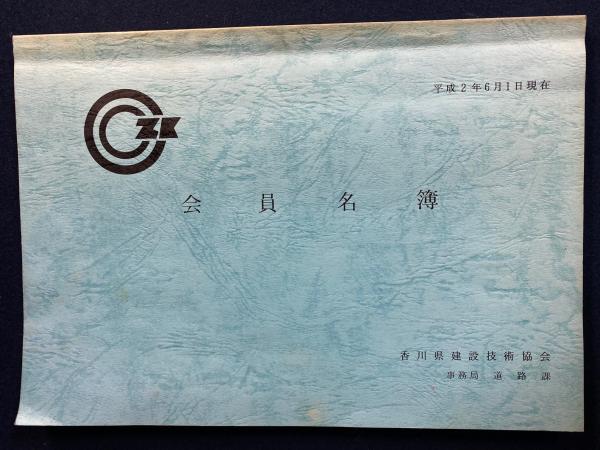 平成2年6月1日現在
会員名簿
香川県建設技術協会
事務局 道路課